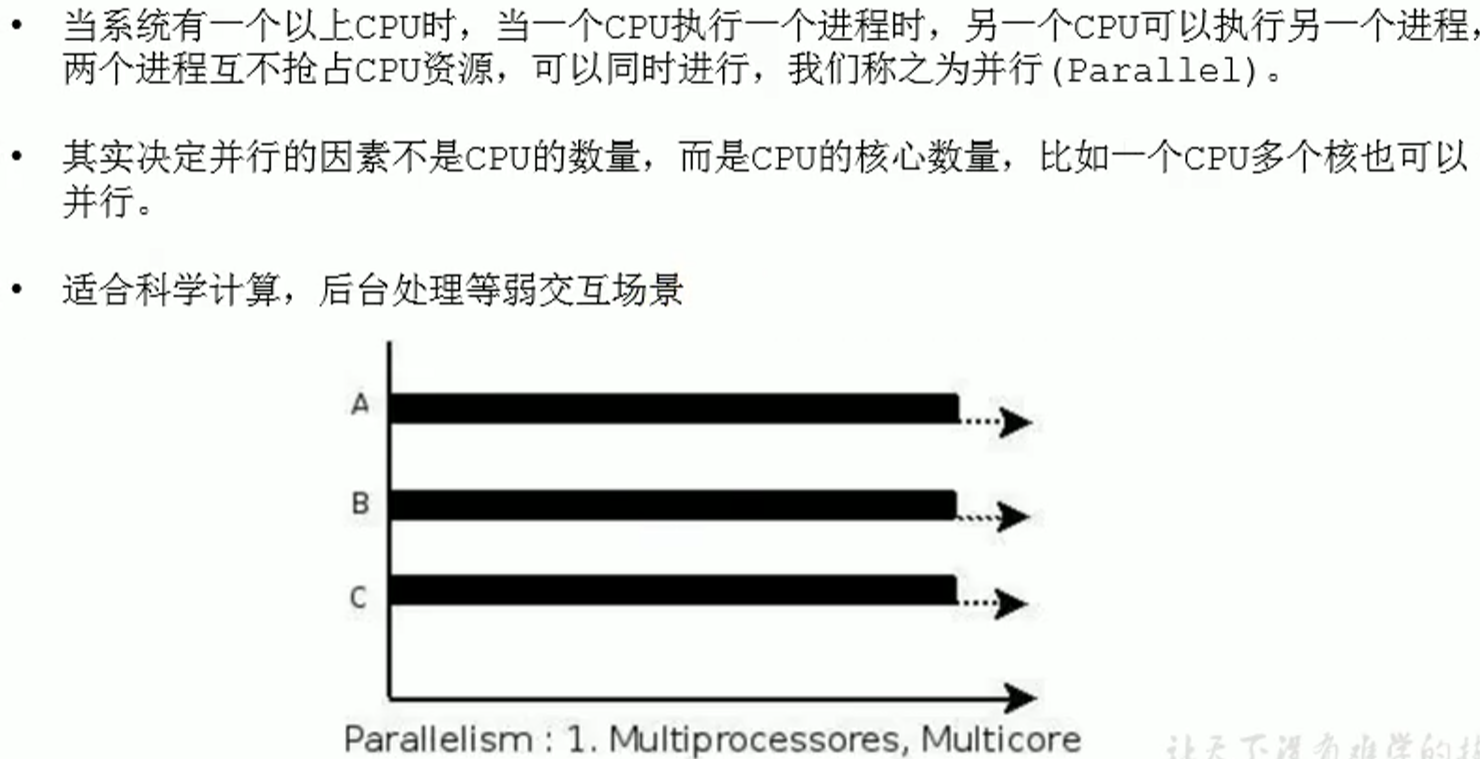 • 当系统有一个以上CPU时，当一个CPU执行一个进程时，另一个CPU可以执行另一个进程，
两个进程互不抢占CPU资源，可以同时进行，我们称之为并行(Parallel)。
• 其实决定并行的因素不是CPU的数量，而是CPU的核心数量，比如一个CPU多个核也可以
并行。
• 适合科学计算，后台处理等弱交互场景
A
B
C
Parallelism : 1. Multiprocessores, Multicore
让天下没有难学的技